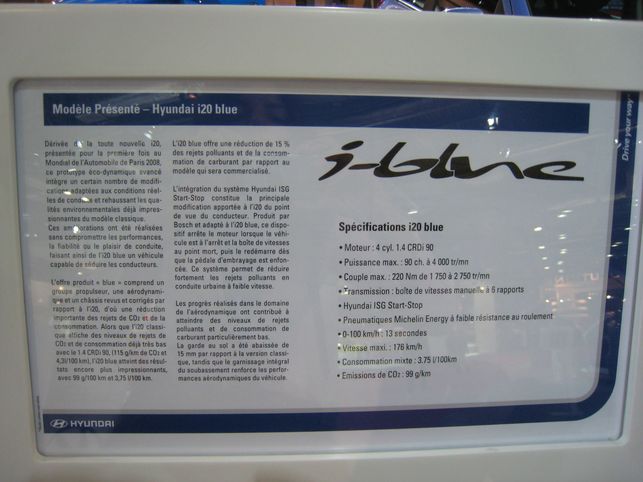 Modèle Présenté – Hyundai i20 blue
Drive your way
Dérivée de la toute nouvelle i20,
présentée pour la première fois au
Mondial de l'Automobile de Paris 2008,
ce prototype éco-dynamique avancé
intègre un certain nombre de modifi-
cations adaptées aux conditions réel-
les de conduite et rehaussant les qua-
lités environnementales déjà impres-
sionnantes du modèle classique.
Ces améliorations ont été réalisées
sans compromettre les performances,
la fiabilité ou le plaisir de conduite,
faisant ainsi de l'i20 blue un véhicule
capable de séduire les conducteurs.
L'offre produit « blue » comprend un
groupe propulseur, une aérodynami-
que et un châssis revus et corrigés par
rapport à l'i20, d'où une réduction
importante des rejets de CO2 et de la
consommation. Alors que l'i20 classi-
que affiche des niveaux de rejets de
CO2 et de consommation déjà très bas
avec le 1.4 CRDi 90, (115 g/km de CO2 et
4,3l/100 km), l'i20 blue atteint des résul-
tats encore plus impressionnants,
avec 99 g/100 km et 3,75 l/100 km.
L'i20 blue offre une réduction de 15 %
des rejets polluants et de la consom-
mation de carburant par rapport au
modèle qui sera commercialisé.
L'intégration du système Hyundai ISG
Start-Stop constitue la principale
modification apportée à l'i20 du point
de vue du conducteur. Produit par
Bosch et adapté à l'i20 blue, ce dispo-
sitif arrête le moteur lorsque le véhi-
cule est à l'arrêt et la boîte de vitesses
au point mort, puis le redémarre dès
que la pédale d'embrayage est enfon-
cée. Ce système permet de réduire
fortement les rejets polluants en
conduite urbaine à faible vitesse.
Les progrès réalisés dans le domaine
de l'aérodynamique ont contribué à
atteindre des niveaux de rejets
polluants et de consommation de
carburant particulièrement bas.
La garde au sol a été abaissée de
15 mm par rapport à la version classi-
que, tandis que le garnissage intégral
du soubassement renforce les perfor-
mances aérodynamiques du véhicule.
i-blue
Spécifications i20 blue
• Moteur : 4 cyl. 1.4 CRDi 90
• Puissance max. : 90 ch. à 4 000 tr/mn
• Couple max. : 220 Nm de 1 750 à 2 750 tr/mn
• Transmission : boîte de vitesses manuelle à 6 rapports
• Hyundai ISG Start-Stop
• Pneumatiques Michelin Energy à faible résistance au roulement
• 0-100 km/h : 13 secondes
• Vitesse maxi. : 176 km/h
• Consommation mixte : 3.75 l/100km
• Emissions de CO2 : 99 g/km
HYUNDAI